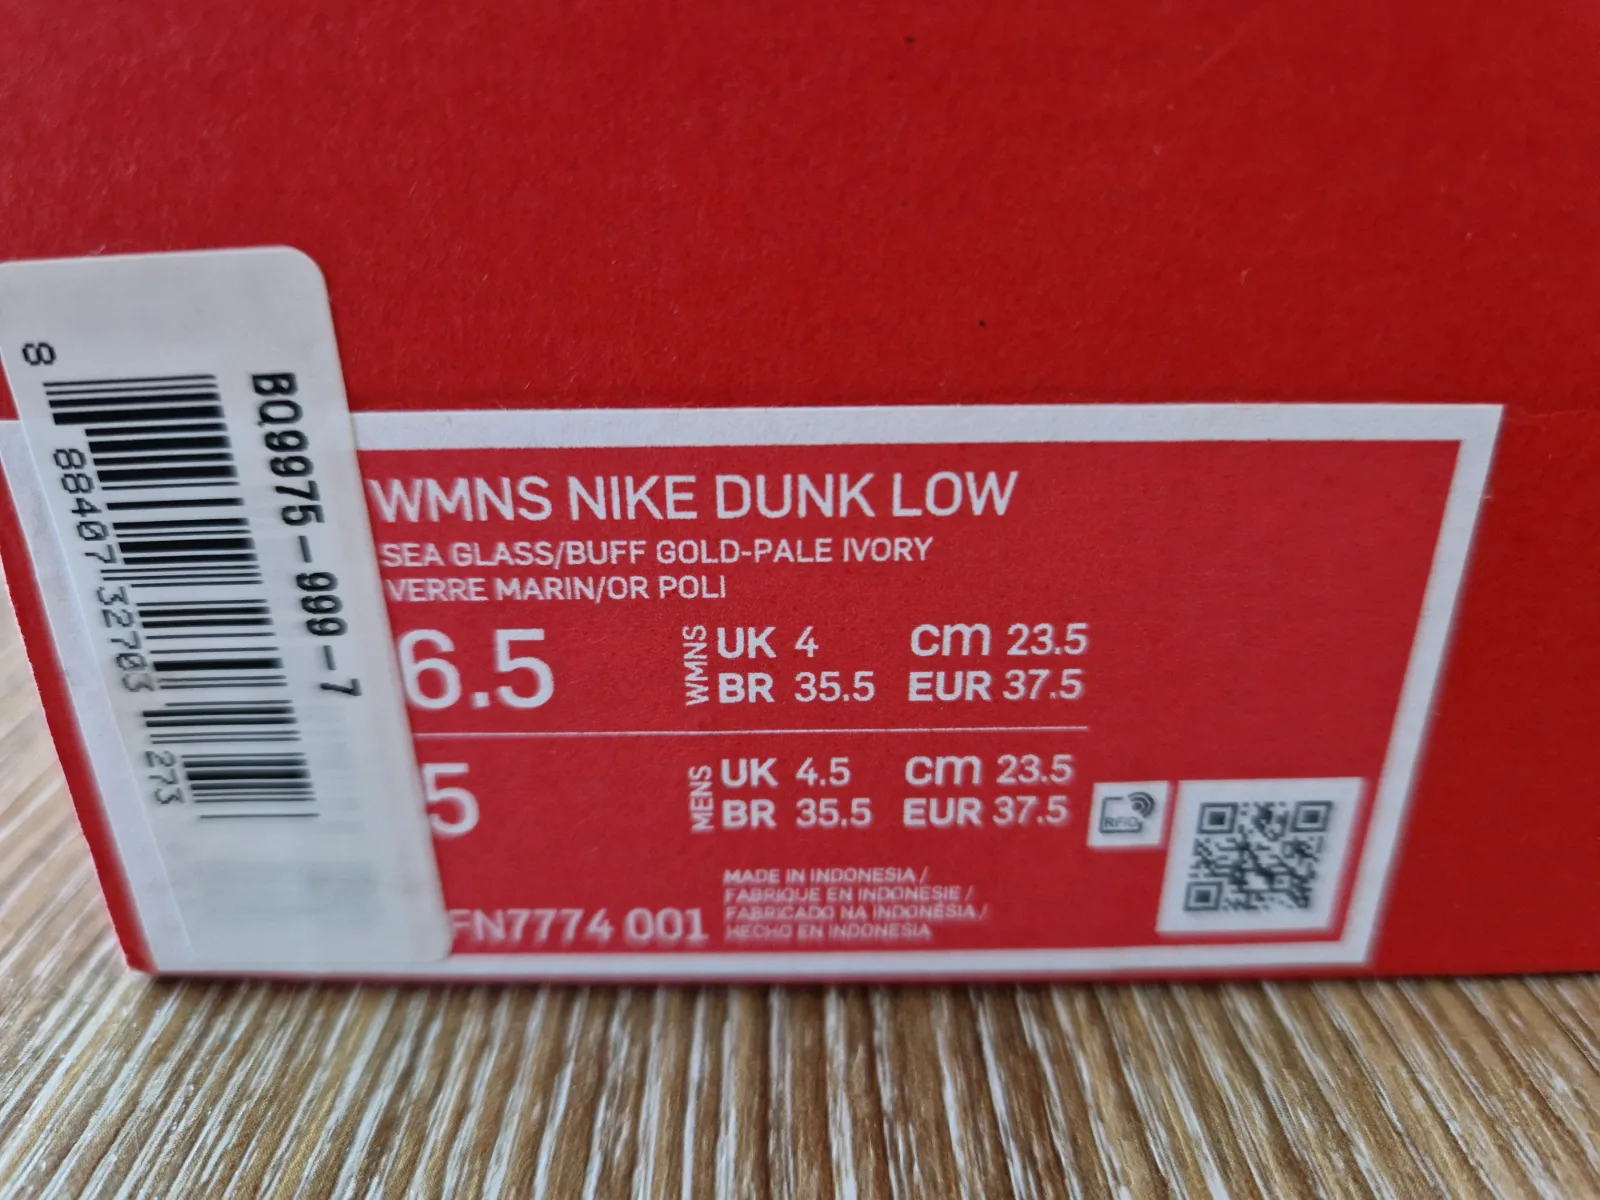 BQ9975-999-7
8 88407 32703 273
WMNS NIKE DUNK LOW
SEA GLASS/BUFF GOLD-PALE IVORY
VERRE MARIN/OR POLI
6.5 WMNS UK 4 cm 23.5
BR 35.5 EUR 37.5
5 MENS UK 4.5 cm 23.5
BR 35.5 EUR 37.5
RFID
FN7774 001
MADE IN INDONESIA /
FABRIQUE EN INDONESIE /
FABRICADO NA INDONÉSIA /
HECHO EN INDONESIA